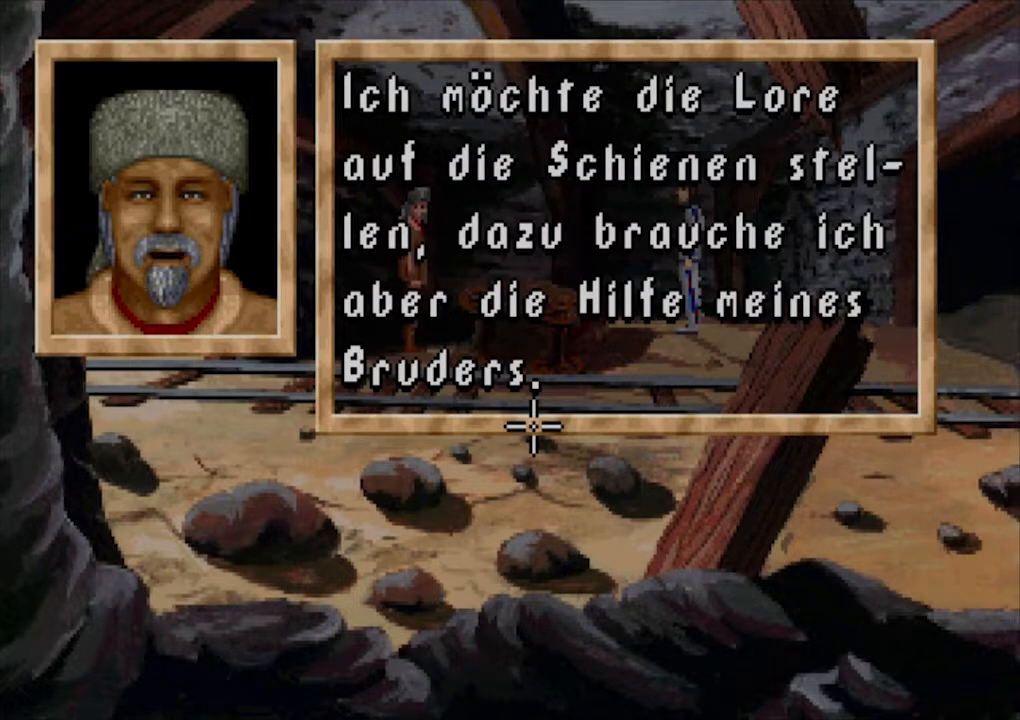 Ich möchte die Lore
auf die Schienen stel-
len, dazu brauche ich
aber die Hilfe meines
Bruders.